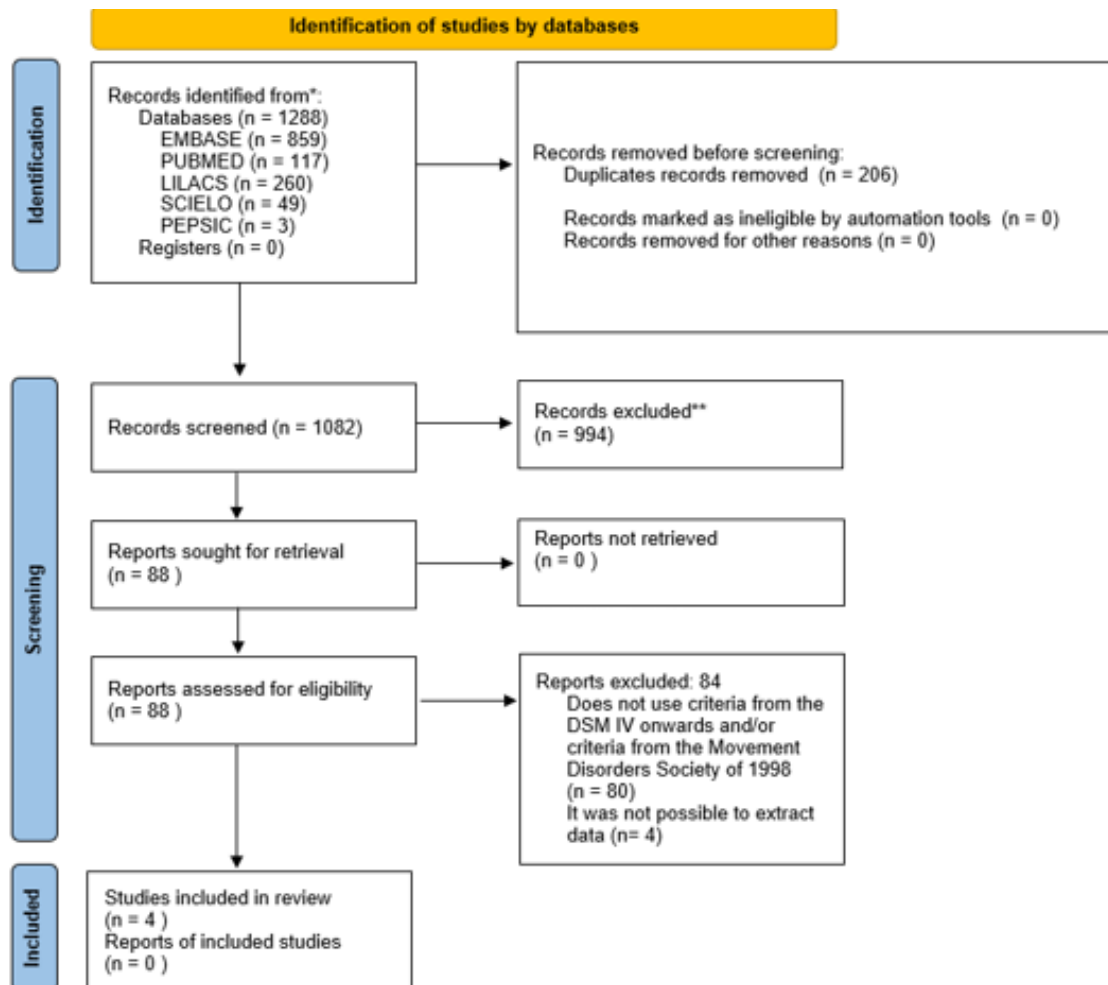 Identification of studies by databases
Identification
Records identified from*:
Databases (n = 1288)
EMBASE (n = 859)
PUBMED (n = 117)
LILACS (n = 260)
SCIELO (n = 49)
PEPSIC (n = 3)
Registers (n = 0)
Records removed before screening:
Duplicates records removed (n = 206)
Records marked as ineligible by automation tools (n = 0)
Records removed for other reasons (n = 0)
Screening
Records screened (n = 1082)
Records excluded**
(n = 994)
Reports sought for retrieval
(n = 88 )
Reports not retrieved
(n = 0 )
Reports assessed for eligibility
(n = 88 )
Reports excluded: 84
Does not use criteria from the
DSM IV onwards and/or
criteria from the Movement
Disorders Society of 1998
(n = 80)
It was not possible to extract
data (n= 4)
Included
Studies included in review
(n = 4 )
Reports of included studies
(n = 0 )